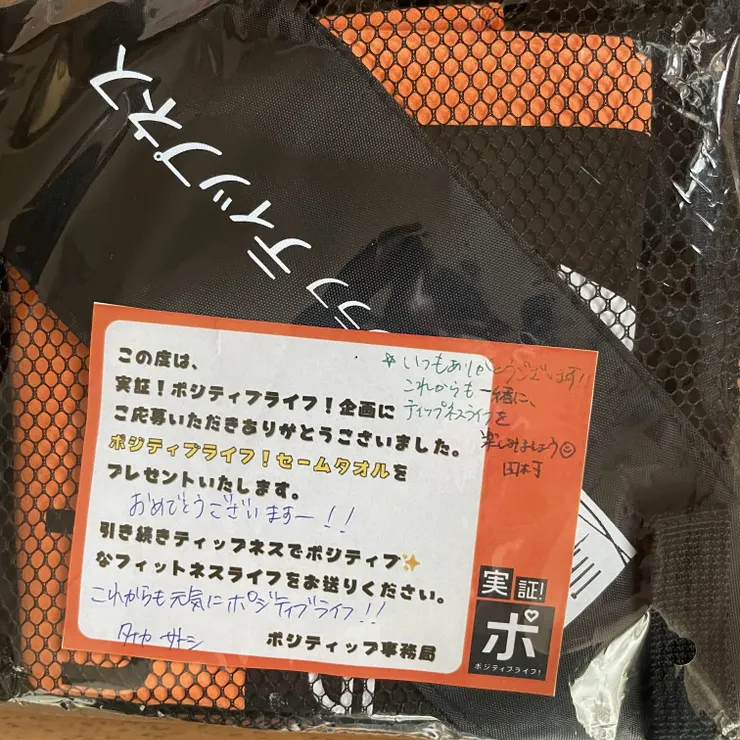 ティップネス
この度は、
実証！ポジティブライフ！企画に
ご応募いただきありがとうございました。
ポジティブライフ！セームタオルを
プレゼントいたします。
おめでとうございますー！！
引き続きティップネスでポジティブ✨
なフィットネスライフをお送りください。
これからも元気にポジティブライフ!!
ポジティップ事務局
☆いつもありがとうございます!!
これからも一緒に、
ティップネスライフを
楽しみましょう☺
田村
実証!
ポ
ポジティブライフ!